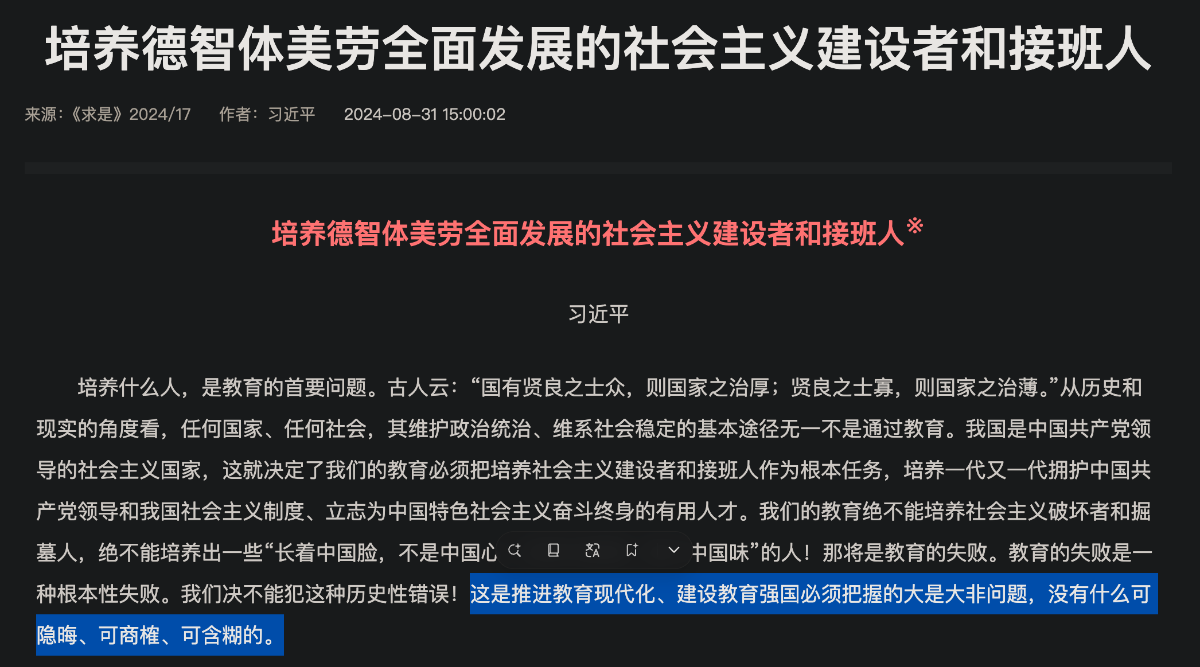 培养德智体美劳全面发展的社会主义建设者和接班人
来源：《求是》2024/17 作者：习近平 2024-08-31 15:00:02
培养德智体美劳全面发展的社会主义建设者和接班人※
习近平
培养什么人，是教育的首要问题。古人云：“国有贤良之士众，则国家之治厚；贤良之士寡，则国家之治薄。”从历史和
现实的角度看，任何国家、任何社会，其维护政治统治、维系社会稳定的基本途径无一不是通过教育。我国是中国共产党领
导的社会主义国家，这就决定了我们的教育必须把培养社会主义建设者和接班人作为根本任务，培养一代又一代拥护中国共
产党领导和我国社会主义制度、立志为中国特色社会主义奋斗终身的有用人才。我们的教育绝不能培养社会主义破坏者和掘
墓人，绝不能培养出一些“长着中国脸，不是中国心 中国味”的人！那将是教育的失败。教育的失败是一
种根本性失败。我们决不能犯这种历史性错误！这是推进教育现代化、建设教育强国必须把握的大是大非问题，没有什么可
隐晦、可商榷、可含糊的。